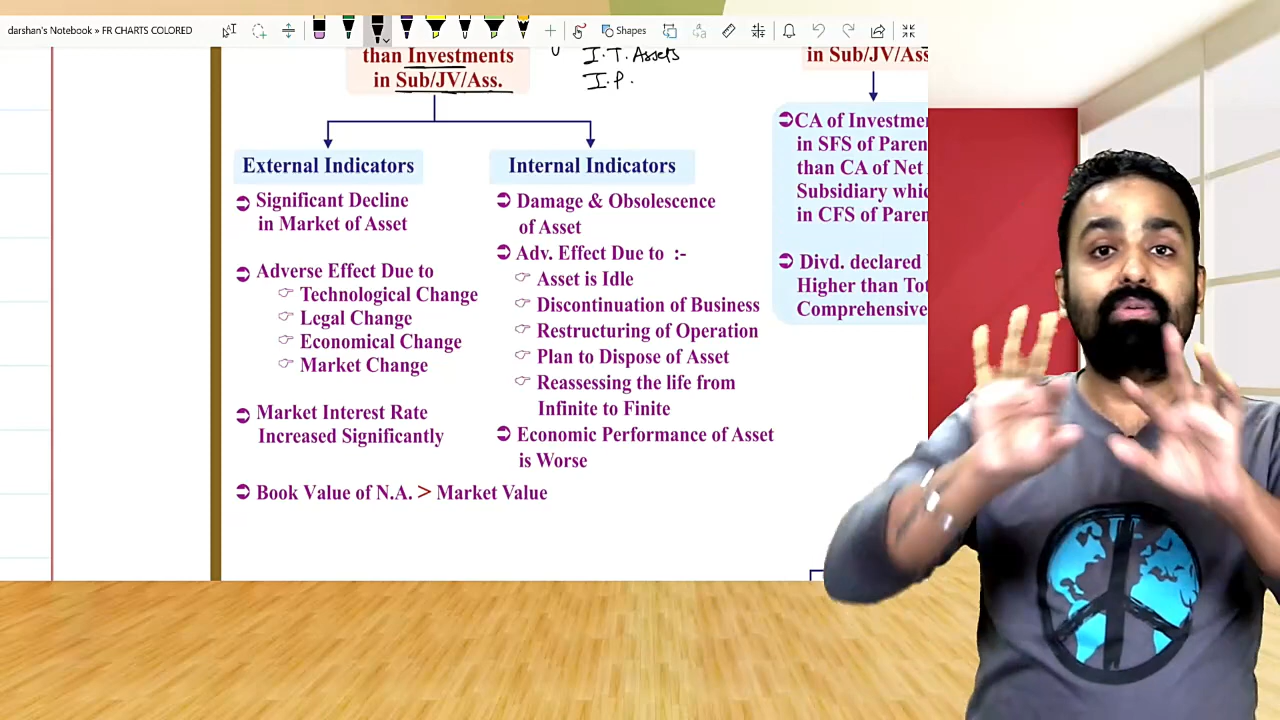 darshan's Notebook » FR CHARTS COLORED
Shapes
than Investments
in Sub/JV/Ass.
I.T. Assets
I.P.
in Sub/JV/Ass
External Indicators
Significant Decline
in Market of Asset
Adverse Effect Due to
Technological Change
Legal Change
Economical Change
Market Change
Market Interest Rate
Increased Significantly
Book Value of N.A. > Market Value
Internal Indicators
Damage & Obsolescence
of Asset
Adv. Effect Due to :-
Asset is Idle
Discontinuation of Business
Restructuring of Operation
Plan to Dispose of Asset
Reassessing the life from
Infinite to Finite
Economic Performance of Asset
is Worse
CA of Investme
in SFS of Paren
than CA of Net
Subsidiary whic
in CFS of Paren
Divd. declared
Higher than Tot
Comprehensive